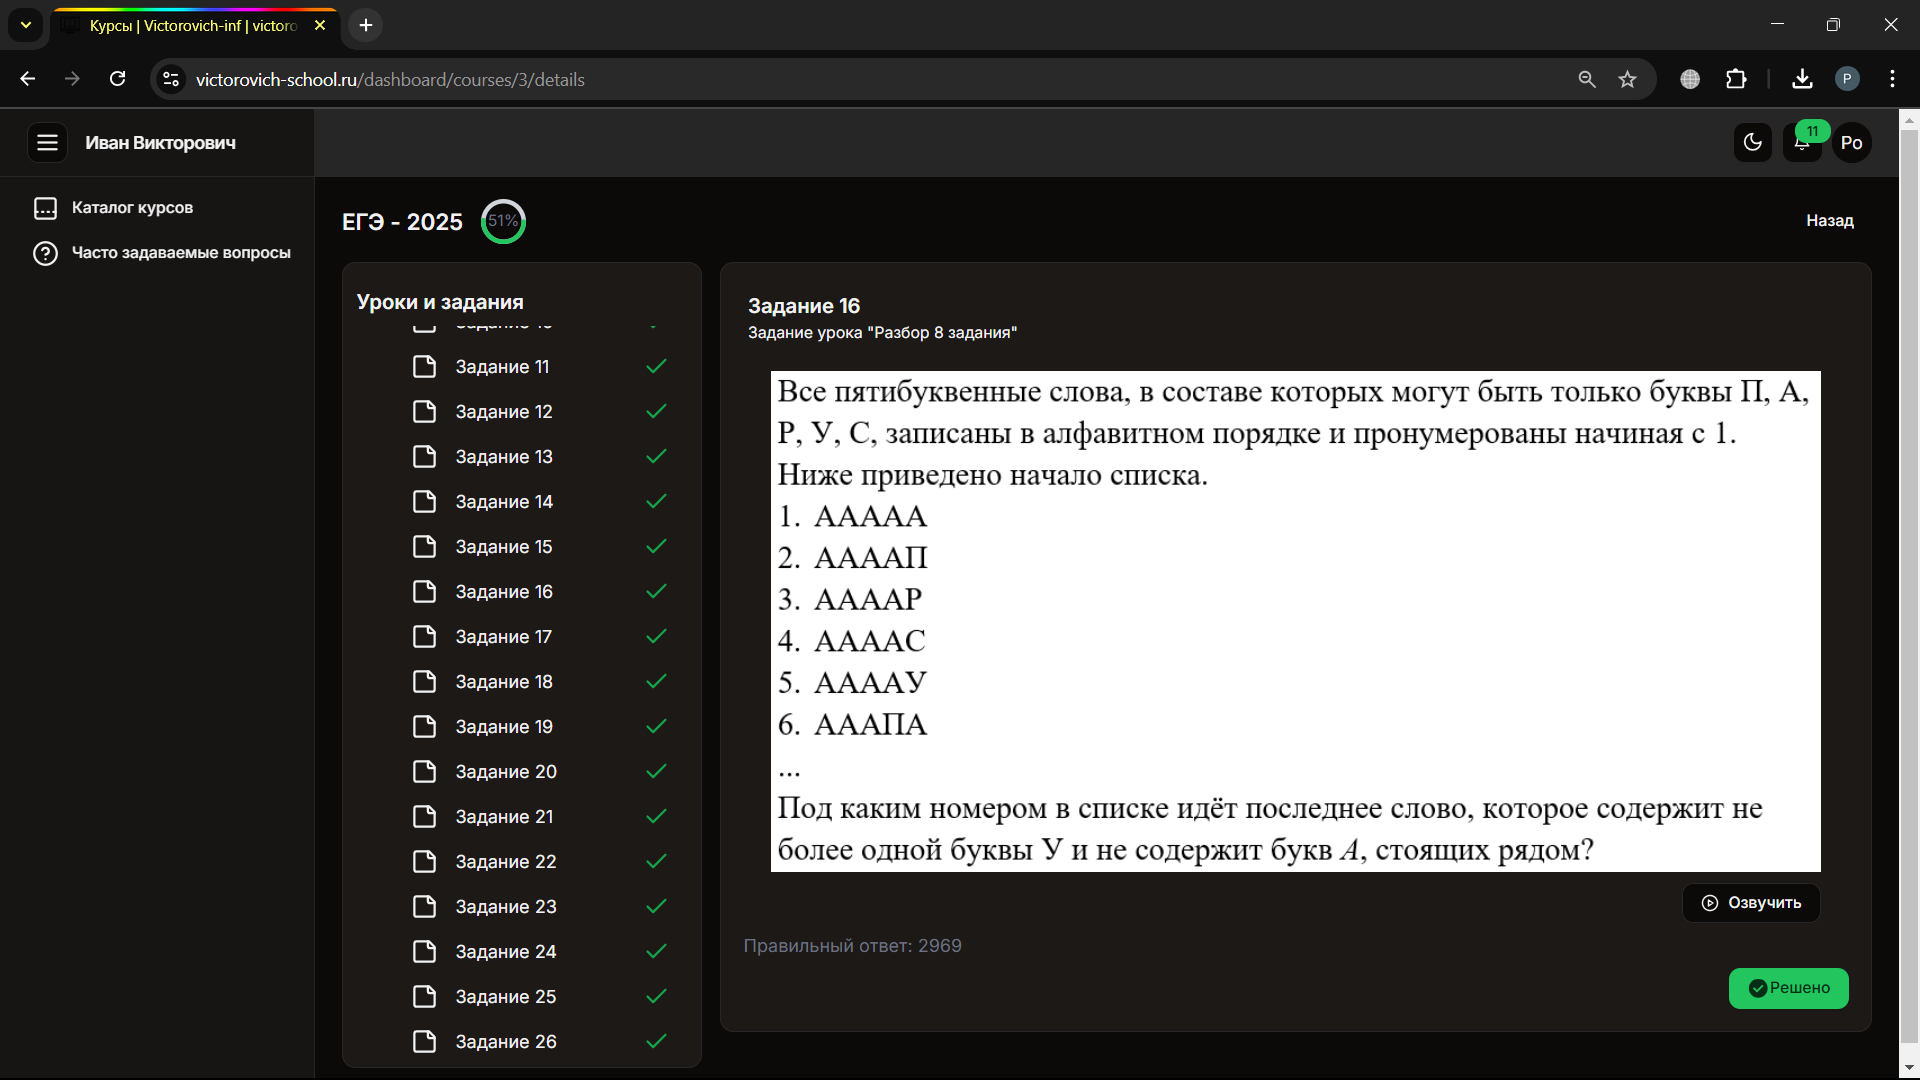 Курсы | Victorovich-inf | victoro
victorovich-school.ru/dashboard/courses/3/details
P
Иван Викторович
11
Po
Каталог курсов
Часто задаваемые вопросы
ЕГЭ - 2025
51%
Назад
Уроки и задания
Задание 11
Задание 12
Задание 13
Задание 14
Задание 15
Задание 16
Задание 17
Задание 18
Задание 19
Задание 20
Задание 21
Задание 22
Задание 23
Задание 24
Задание 25
Задание 26
Задание 16
Задание урока "Разбор 8 задания"
Все пятибуквенные слова, в составе которых могут быть только буквы П, А,
Р, У, С, записаны в алфавитном порядке и пронумерованы начиная с 1.
Ниже приведено начало списка.
1. ААААА
2. ААААП
3. ААААР
4. ААААС
5. ААААУ
6. АААПА
...
Под каким номером в списке идёт последнее слово, которое содержит не
более одной буквы У и не содержит букв А, стоящих рядом?
Озвучить
Правильный ответ: 2969
Решено